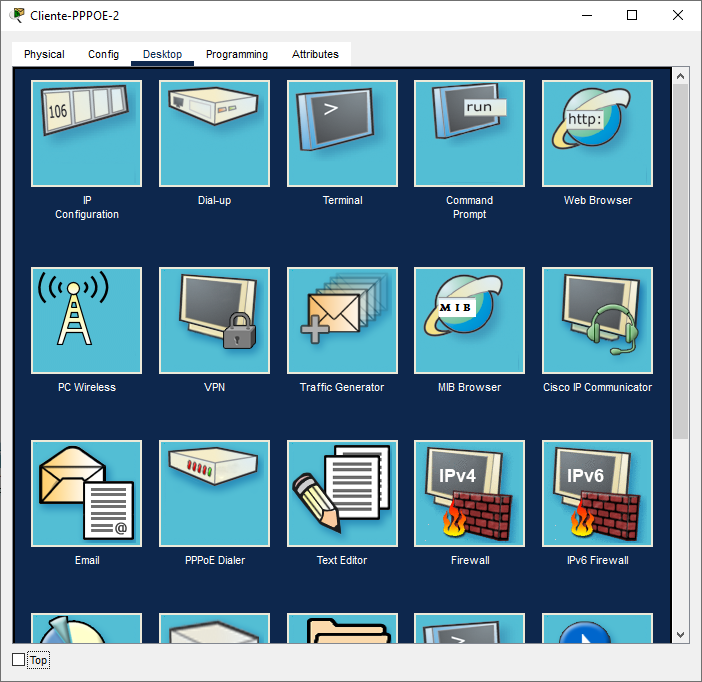 Cliente-PPPOE-2
Physical Config Desktop Programming Attributes
106
>
run
http:
IP
Configuration
Dial-up
Terminal
Command
Prompt
Web Browser
MIB
PC Wireless
VPN
Traffic Generator
MIB Browser
Cisco IP Communicator
@
IPv4
IPv6
Email
PPPoE Dialer
Text Editor
Firewall
IPv6 Firewall
>
Top